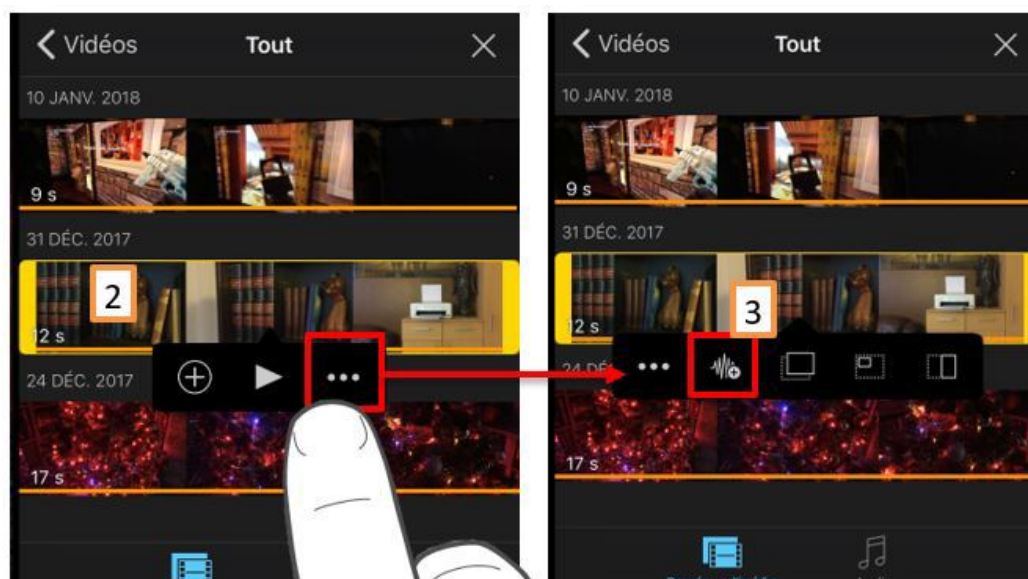 Vidéos
Tout
10 JANV. 2018
9 s
31 DÉC. 2017
2
12 s
24 DÉC. 2017
17 s
Vidéos
Tout
10 JANV. 2018
9 s
31 DÉC. 2017
3
12 s
17 s